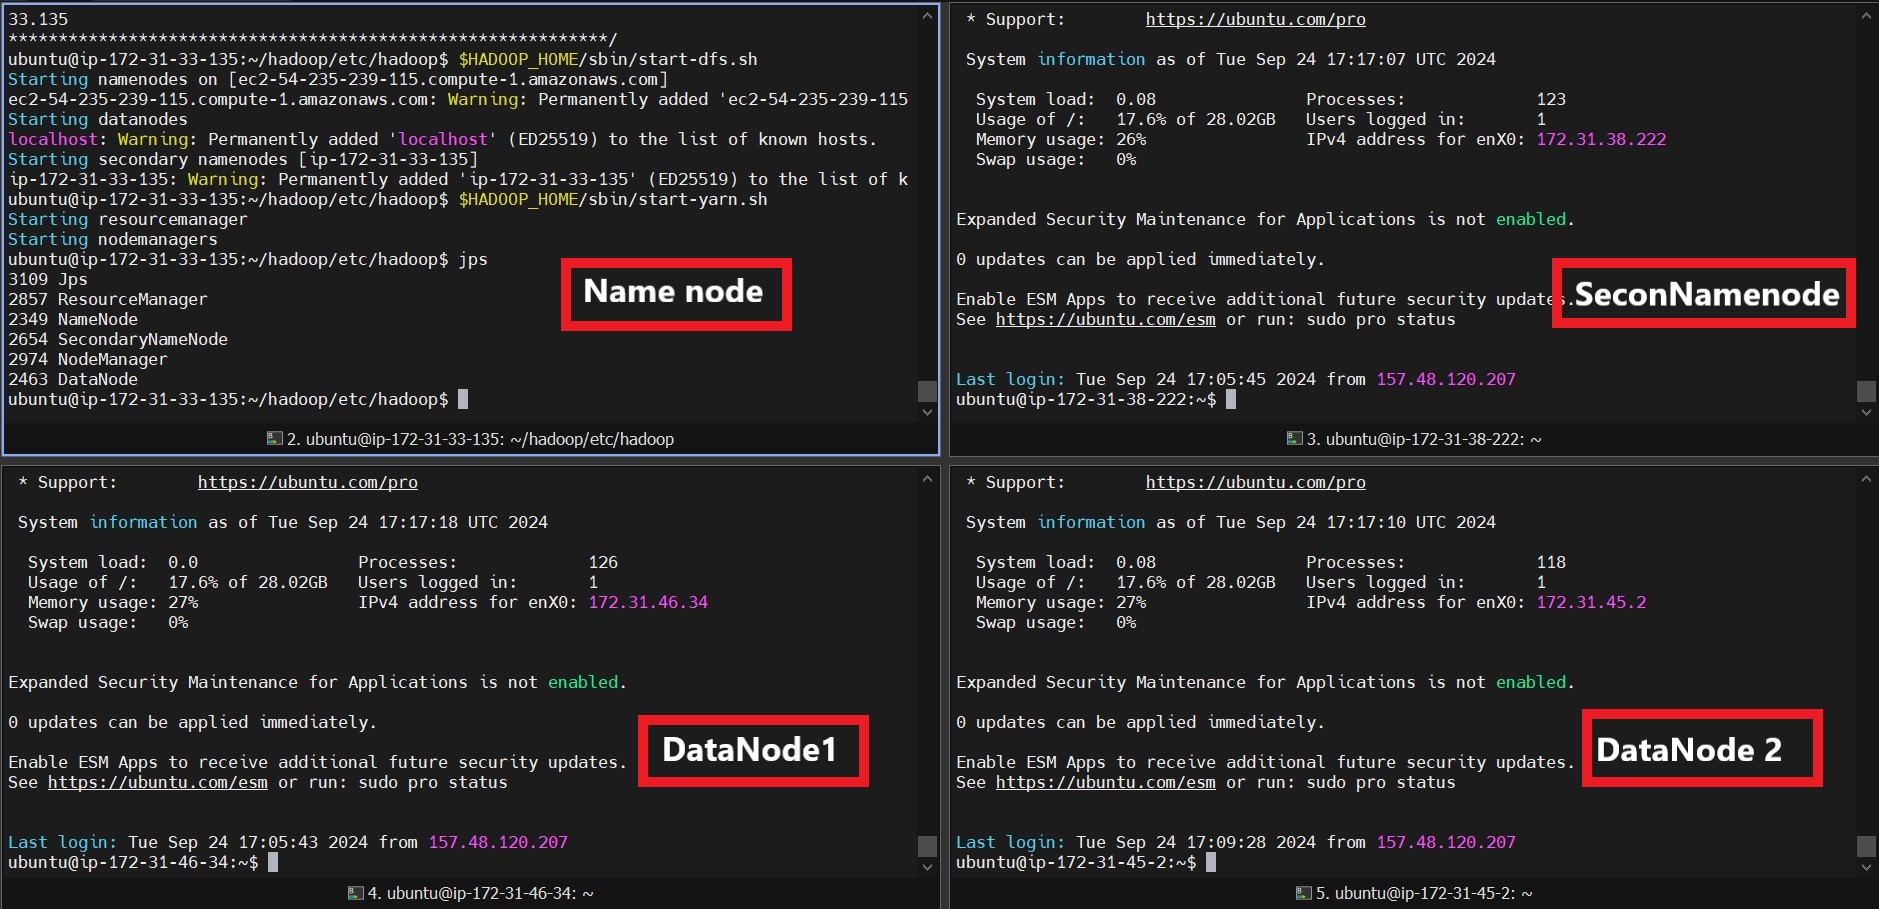 33.135
************************************************************/
ubuntu@ip-172-31-33-135:~/hadoop/etc/hadoop$ $HADOOP_HOME/sbin/start-dfs.sh
Starting namenodes on [ec2-54-235-239-115.compute-1.amazonaws.com]
ec2-54-235-239-115.compute-1.amazonaws.com: Warning: Permanently added 'ec2-54-235-239-115
Starting datanodes
localhost: Warning: Permanently added 'localhost' (ED25519) to the list of known hosts.
Starting secondary namenodes [ip-172-31-33-135]
ip-172-31-33-135: Warning: Permanently added 'ip-172-31-33-135' (ED25519) to the list of k
ubuntu@ip-172-31-33-135:~/hadoop/etc/hadoop$ $HADOOP_HOME/sbin/start-yarn.sh
Starting resourcemanager
Starting nodemanagers
ubuntu@ip-172-31-33-135:~/hadoop/etc/hadoop$ jps
3109 Jps
2857 ResourceManager
2349 NameNode
2654 SecondaryNameNode
2974 NodeManager
2463 DataNode
ubuntu@ip-172-31-33-135:~/hadoop/etc/hadoop$
Name node
2. ubuntu@ip-172-31-33-135: ~/hadoop/etc/hadoop
* Support: https://ubuntu.com/pro
System information as of Tue Sep 24 17:17:07 UTC 2024
System load: 0.08 Processes: 123
Usage of /: 17.6% of 28.02GB Users logged in: 1
Memory usage: 26% IPv4 address for enX0: 172.31.38.222
Swap usage: 0%
Expanded Security Maintenance for Applications is not enabled.
0 updates can be applied immediately.
Enable ESM Apps to receive additional future security updates.
See https://ubuntu.com/esm or run: sudo pro status
SeconNamenode
Last login: Tue Sep 24 17:05:45 2024 from 157.48.120.207
ubuntu@ip-172-31-38-222:~$
3. ubuntu@ip-172-31-38-222: ~
* Support: https://ubuntu.com/pro
System information as of Tue Sep 24 17:17:18 UTC 2024
System load: 0.0 Processes: 126
Usage of /: 17.6% of 28.02GB Users logged in: 1
Memory usage: 27% IPv4 address for enX0: 172.31.46.34
Swap usage: 0%
Expanded Security Maintenance for Applications is not enabled.
0 updates can be applied immediately.
Enable ESM Apps to receive additional future security updates.
See https://ubuntu.com/esm or run: sudo pro status
DataNode1
Last login: Tue Sep 24 17:05:43 2024 from 157.48.120.207
ubuntu@ip-172-31-46-34:~$
4. ubuntu@ip-172-31-46-34: ~
* Support: https://ubuntu.com/pro
System information as of Tue Sep 24 17:17:10 UTC 2024
System load: 0.08 Processes: 118
Usage of /: 17.6% of 28.02GB Users logged in: 1
Memory usage: 27% IPv4 address for enX0: 172.31.45.2
Swap usage: 0%
Expanded Security Maintenance for Applications is not enabled.
0 updates can be applied immediately.
Enable ESM Apps to receive additional future security updates.
See https://ubuntu.com/esm or run: sudo pro status
DataNode 2
Last login: Tue Sep 24 17:09:28 2024 from 157.48.120.207
ubuntu@ip-172-31-45-2:~$
5. ubuntu@ip-172-31-45-2: ~